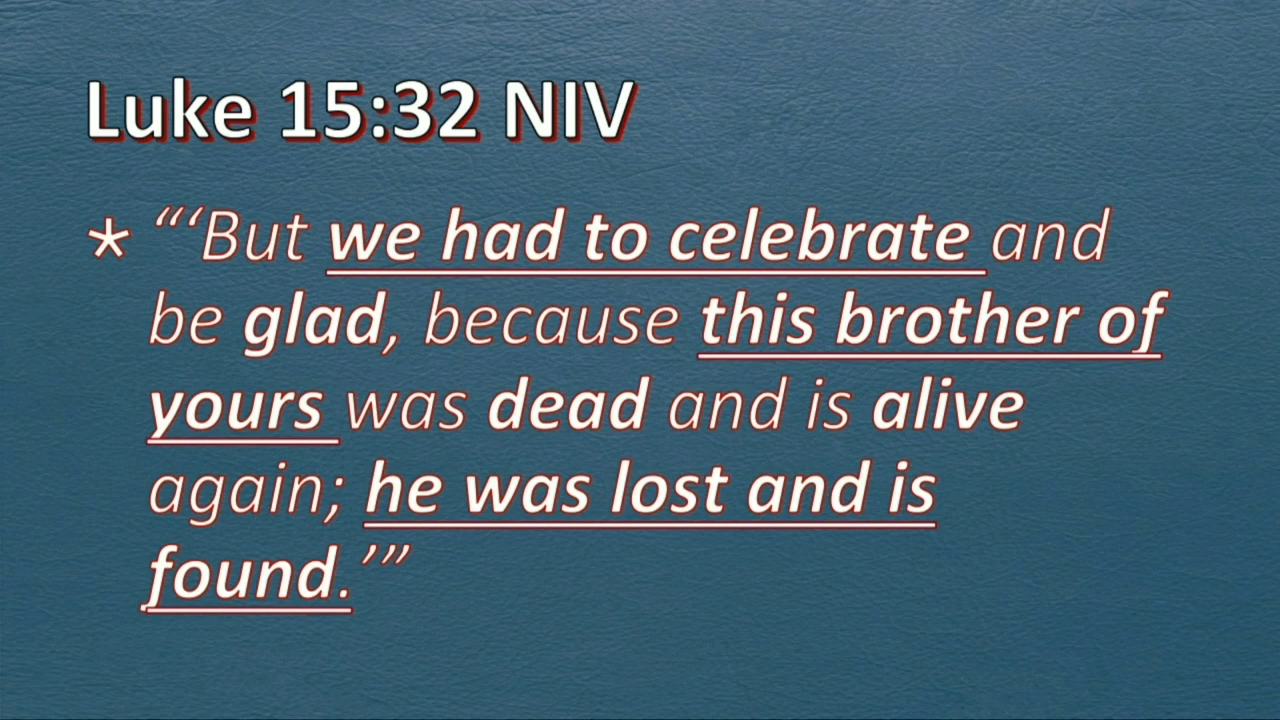 Luke 15:32 NIV
* “‘But we had to celebrate and
be glad, because this brother of
yours was dead and is alive
again; he was lost and is
found.’”